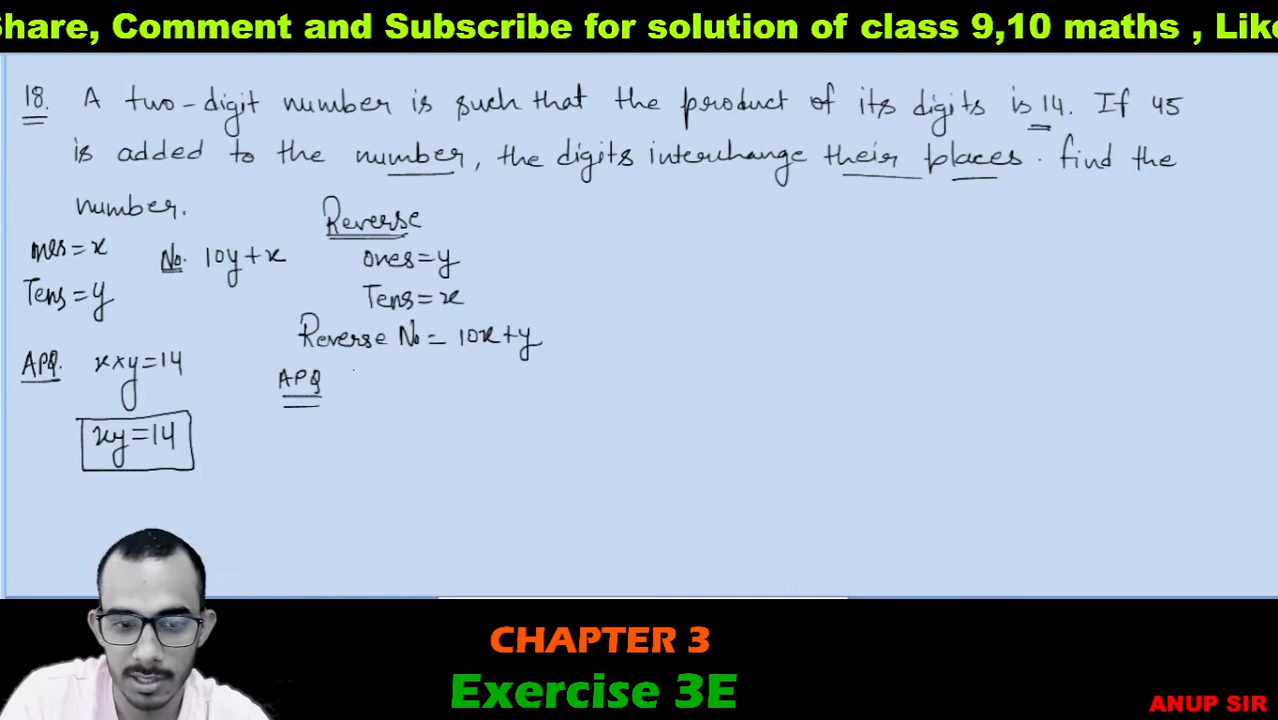 Share, Comment and Subscribe for solution of class 9,10 maths , Like
18. A two-digit number is such that the product of its digits is 14. If 45
is added to the number, the digits interchange their places. find the
number.
ones = x
Tens = y
No. 10y+x
Reverse
ones = y
Tens = x
Reverse No = 10x+y
APQ. x×y=14
xy=14
APQ
CHAPTER 3
Exercise 3E
ANUP SIR